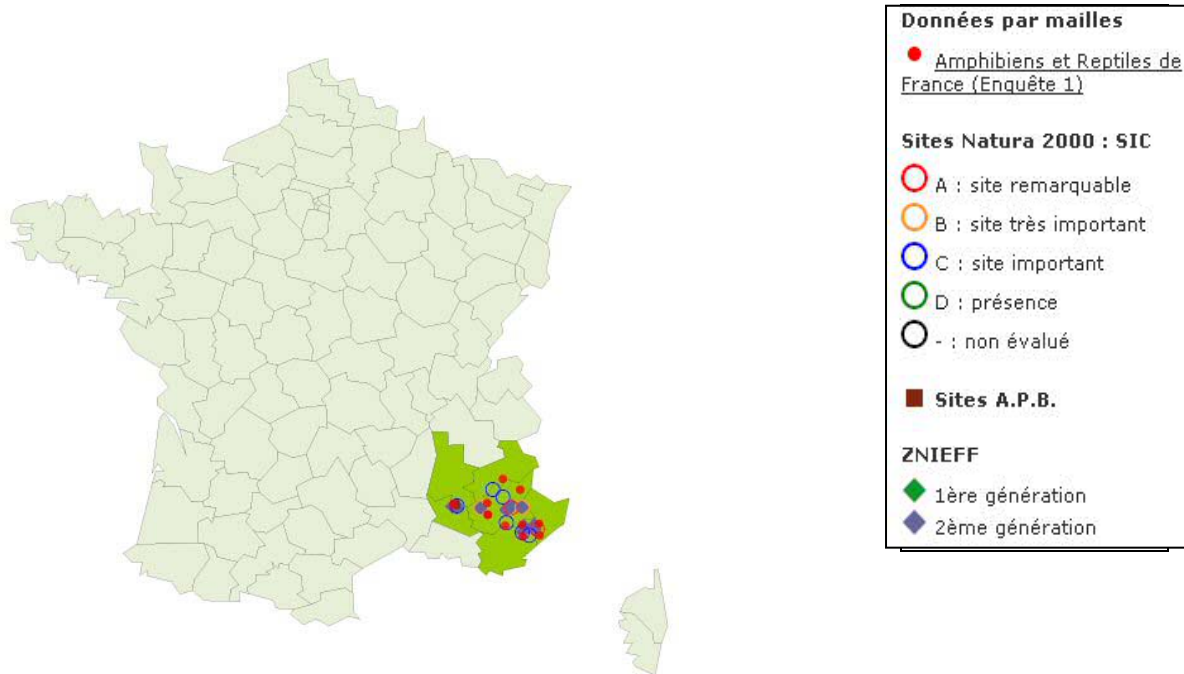 Données par mailles
Amphibiens et Reptiles de
France (Enquête 1)
Sites Natura 2000 : SIC
A : site remarquable
B : site très important
C : site important
D : présence
- : non évalué
Sites A.P.B.
ZNIEFF
1ère génération
2ème génération